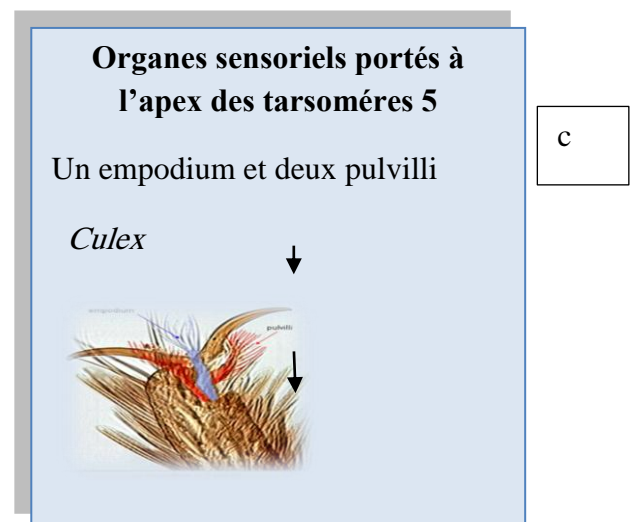 Organes sensoriels portés à
l’apex des tarsoméres 5
c
Un empodium et deux pulvilli
Culex
pulvilli